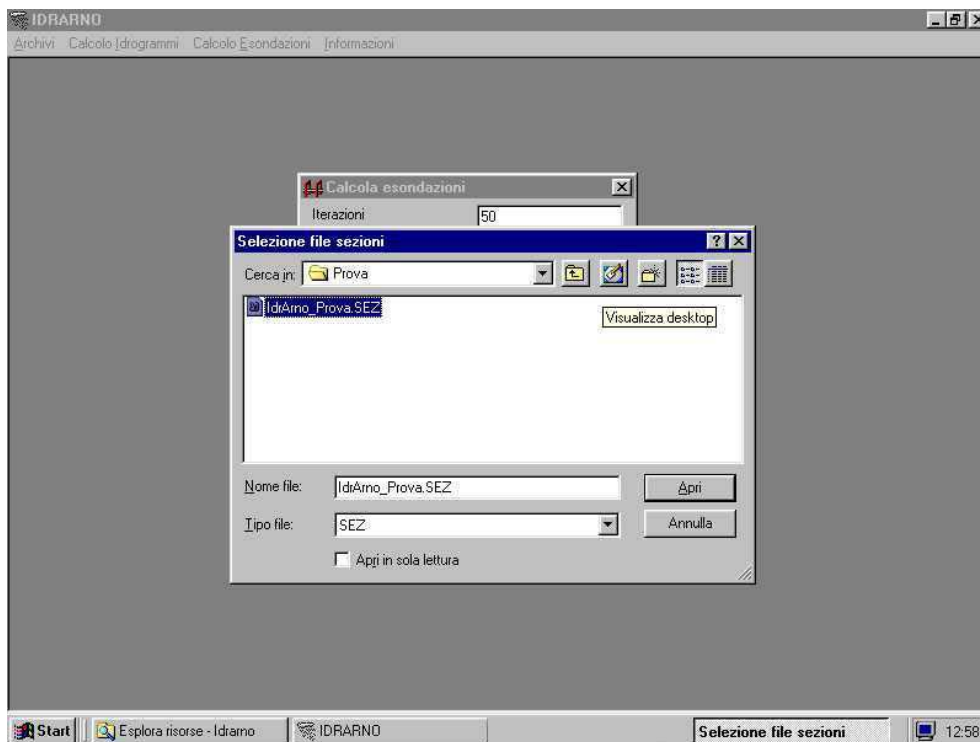 IDRARNO
Archivi Calcolo Idrogrammi Calcolo Esondazioni Informazioni
Calcola esondazioni
Iterazioni 50
Selezione file sezioni
Cerca in: Prova
IdrArno_Prova.SEZ
Visualizza desktop
Nome file: IdrArno_Prova.SEZ Apri
Tipo file: SEZ Annulla
Apri in sola lettura
Start Esplora risorse - Idrarno IDRARNO Selezione file sezioni